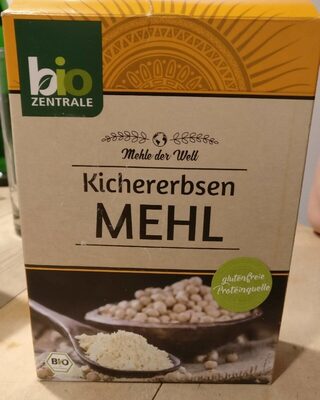 bio
ZENTRALE
Mehle der Welt
Kichererbsen
MEHL
glutenfreie
Proteinquelle
BIO